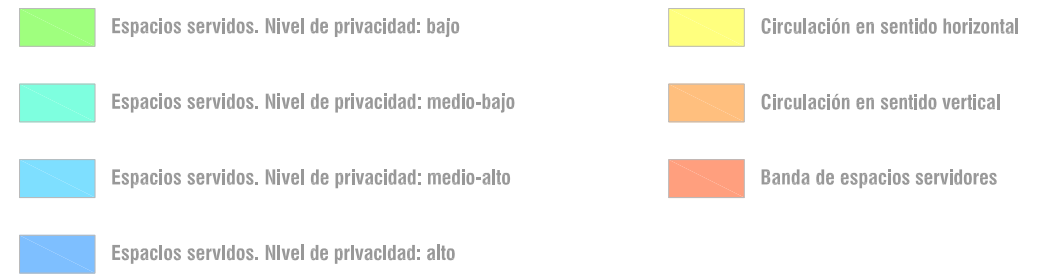 Espacios servidos. Nivel de privacidad: bajo
Espacios servidos. Nivel de privacidad: medio-bajo
Espacios servidos. Nivel de privacidad: medio-alto
Espacios servidos. Nivel de privacidad: alto
Circulación en sentido horizontal
Circulación en sentido vertical
Banda de espacios servidores